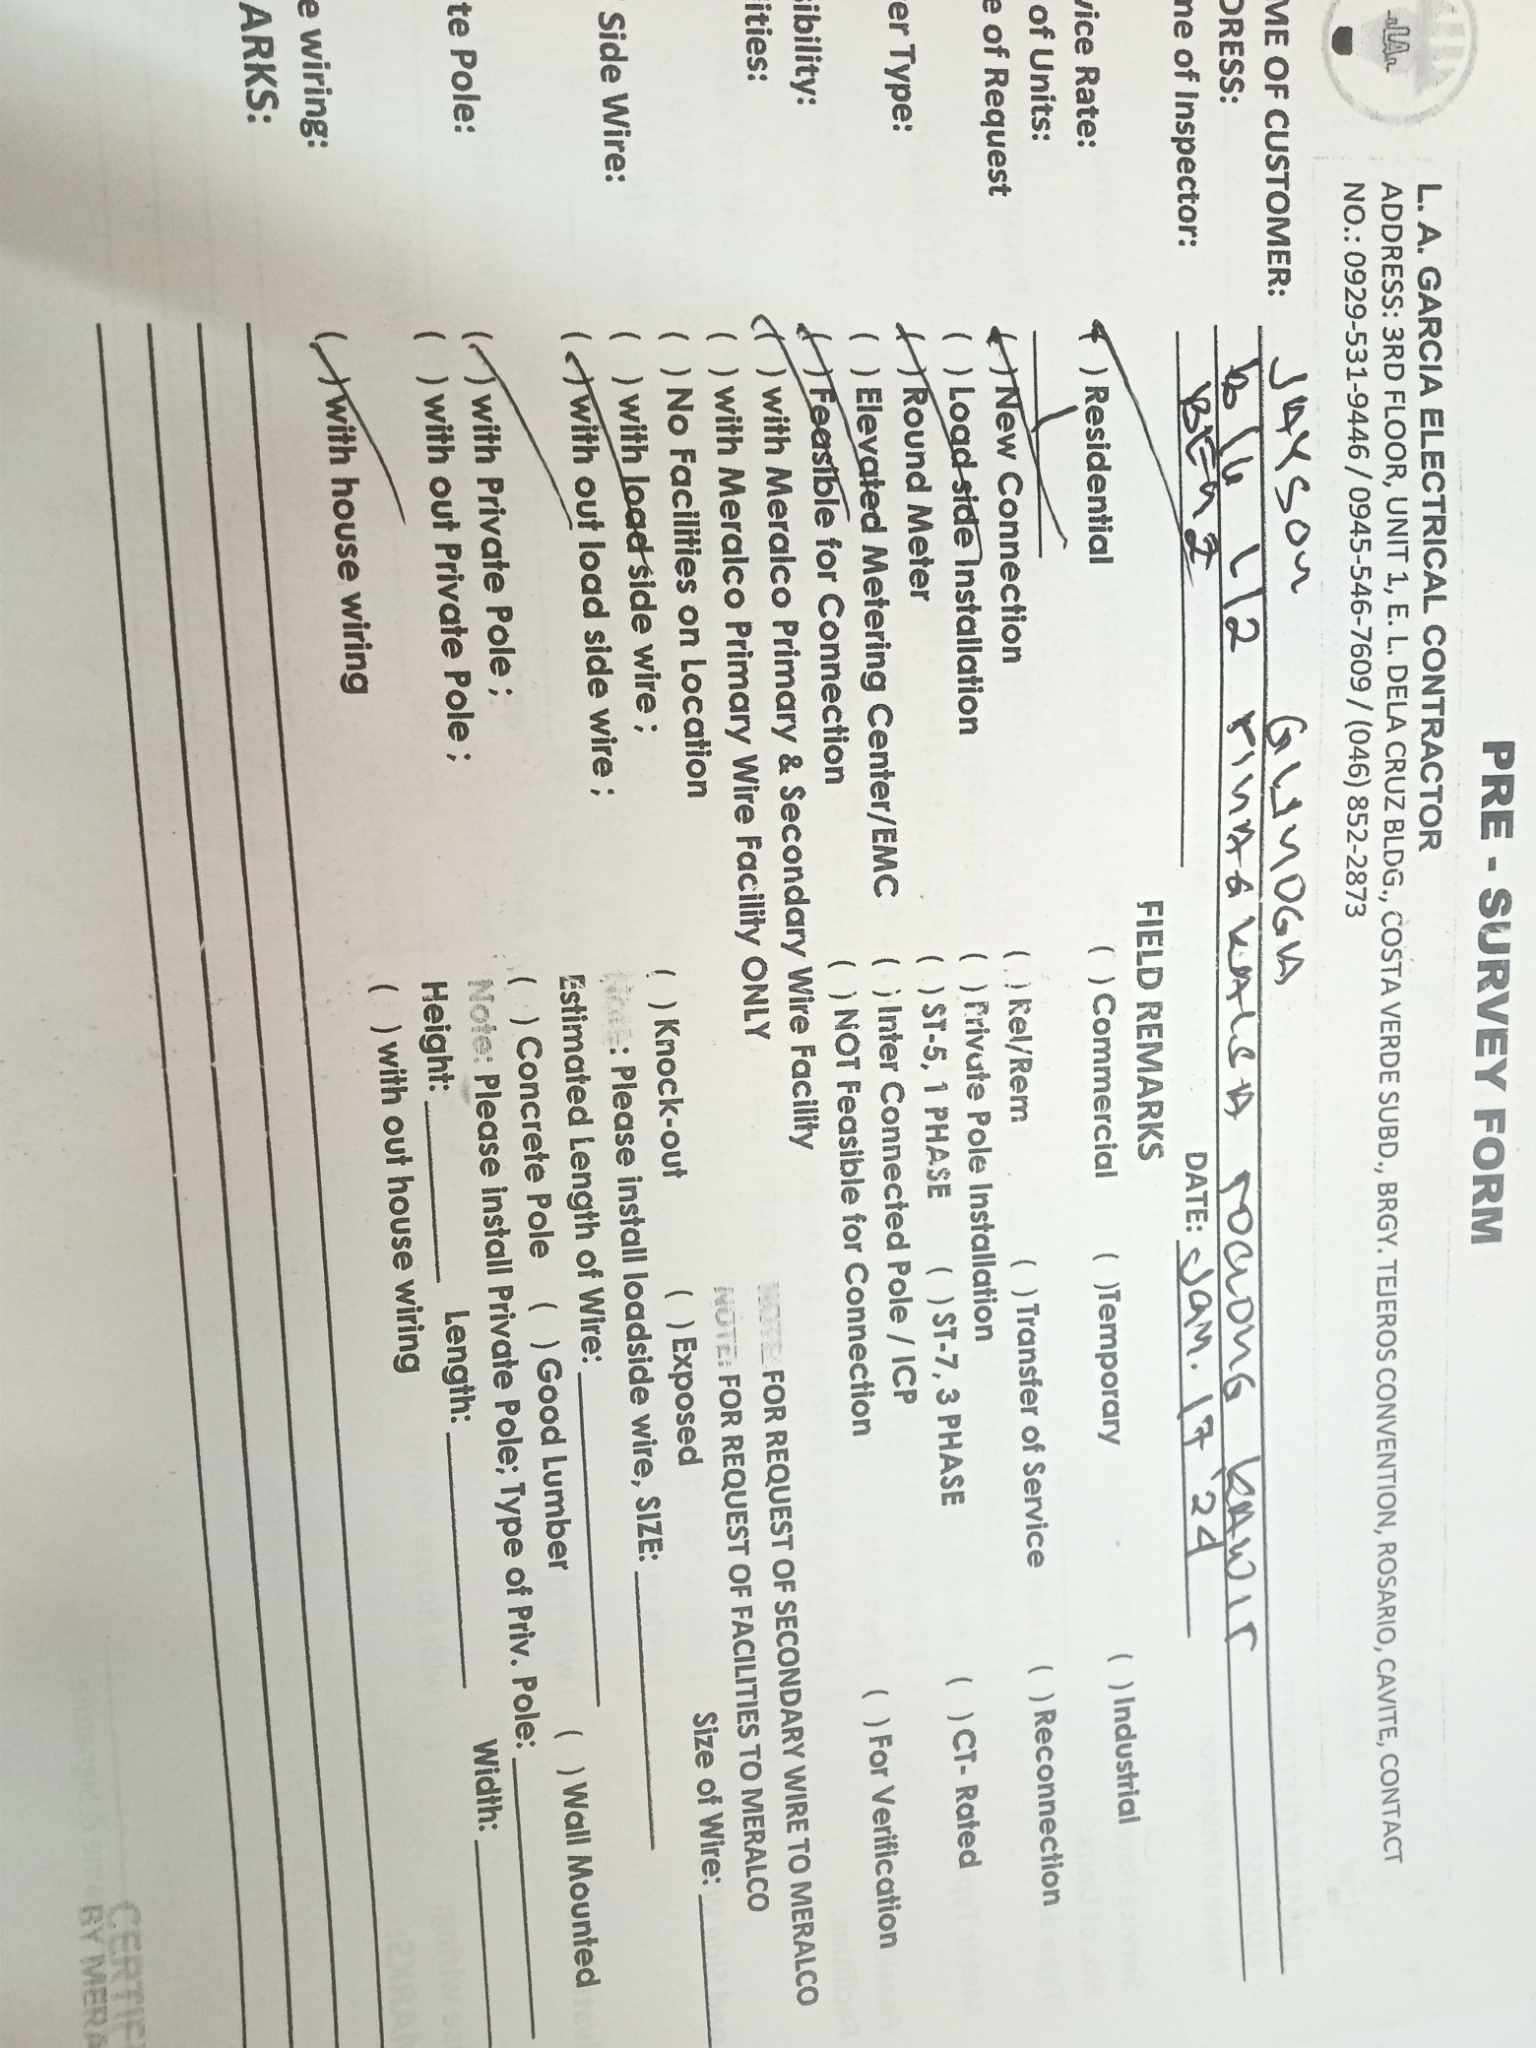 PRE - SURVEY FORM
L. A. GARCIA ELECTRICAL CONTRACTOR
ADDRESS: 3RD FLOOR, UNIT 1, E. L. DELA CRUZ BLDG., COSTA VERDE SUBD., BRGY. TEJEROS CONVENTION, ROSARIO, CAVITE, CONTACT
NO.: 0929-531-9446 / 0945-546-7609 / (046) 852-2873
ME OF CUSTOMER: JAYSON
DRESS: L12 KAWIT
me of Inspector: DATE: Jan. 17 '24
FIELD REMARKS
vice Rate: ( ) Residential ( ) Commercial ( )Temporary ( ) Industrial
of Units: 1
e of Request ( ) New Connection ( ) Rel/Rem ( ) Transfer of Service ( ) Reconnection
( ) Load side Installation ( ) Private Pole Installation
er Type: ( ) Round Meter ( ) ST-5, 1 PHASE ( ) ST-7, 3 PHASE ( ) CT- Rated
( ) Elevated Metering Center/EMC ( ) Inter Connected Pole / ICP
ibility: ( ) Feasible for Connection ( ) NOT Feasible for Connection ( ) For Verification
ities: ( ) with Meralco Primary & Secondary Wire Facility
( ) with Meralco Primary Wire Facility ONLY NOTE: FOR REQUEST OF SECONDARY WIRE TO MERALCO
( ) No Facilities on Location NOTE: FOR REQUEST OF FACILITIES TO MERALCO
Side Wire: ( ) with load side wire ; ( ) Knock-out ( ) Exposed Size of Wire:
( ) with out load side wire ; Note: Please install loadside wire, SIZE:
Estimated Length of Wire:
te Pole: ( ) with Private Pole ; ( ) Concrete Pole ( ) Good Lumber ( ) Wall Mounted
( ) with out Private Pole ; Note: Please install Private Pole; Type of Priv. Pole:
Height: Length: Width:
e wiring: ( ) with house wiring ( ) with out house wiring
ARKS:
CERTIF
BY MERA